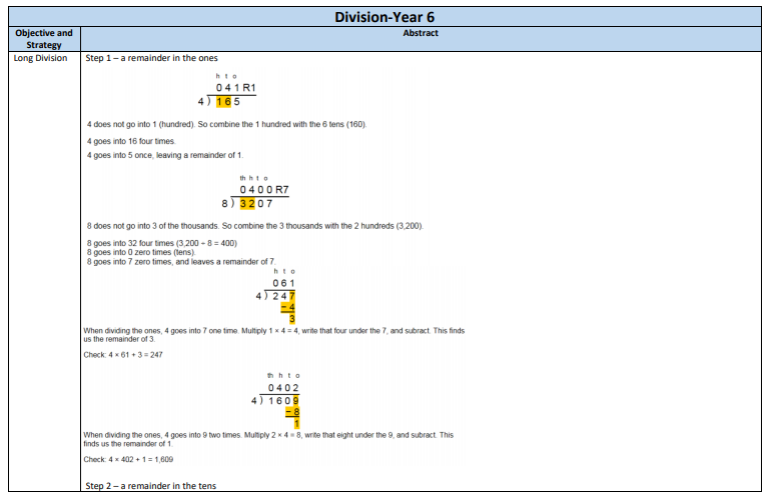 Division-Year 6
Objective and Strategy
Abstract
Long Division
Step 1 – a remainder in the ones
h t o
0 4 1 R1
4 ) 1 6 5
4 does not go into 1 (hundred). So combine the 1 hundred with the 6 tens (160).
4 goes into 16 four times.
4 goes into 5 once, leaving a remainder of 1.
th h t o
0 4 0 0 R7
8 ) 3 2 0 7
8 does not go into 3 of the thousands. So combine the 3 thousands with the 2 hundreds (3,200).
8 goes into 32 four times (3,200 ÷ 8 = 400)
8 goes into 0 zero times (tens).
8 goes into 7 zero times, and leaves a remainder of 7.
h t o
0 6 1
4 ) 2 4 7
– 4
3
When dividing the ones, 4 goes into 7 one time. Multiply 1 × 4 = 4, write that four under the 7, and subtract. This finds
us the remainder of 3.
Check: 4 × 61 + 3 = 247
th h t o
0 4 0 2
4 ) 1 6 0 9
– 8
1
When dividing the ones, 4 goes into 9 two times. Multiply 2 × 4 = 8, write that eight under the 9, and subtract. This
finds us the remainder of 1.
Check: 4 × 402 + 1 = 1,609
Step 2 – a remainder in the tens